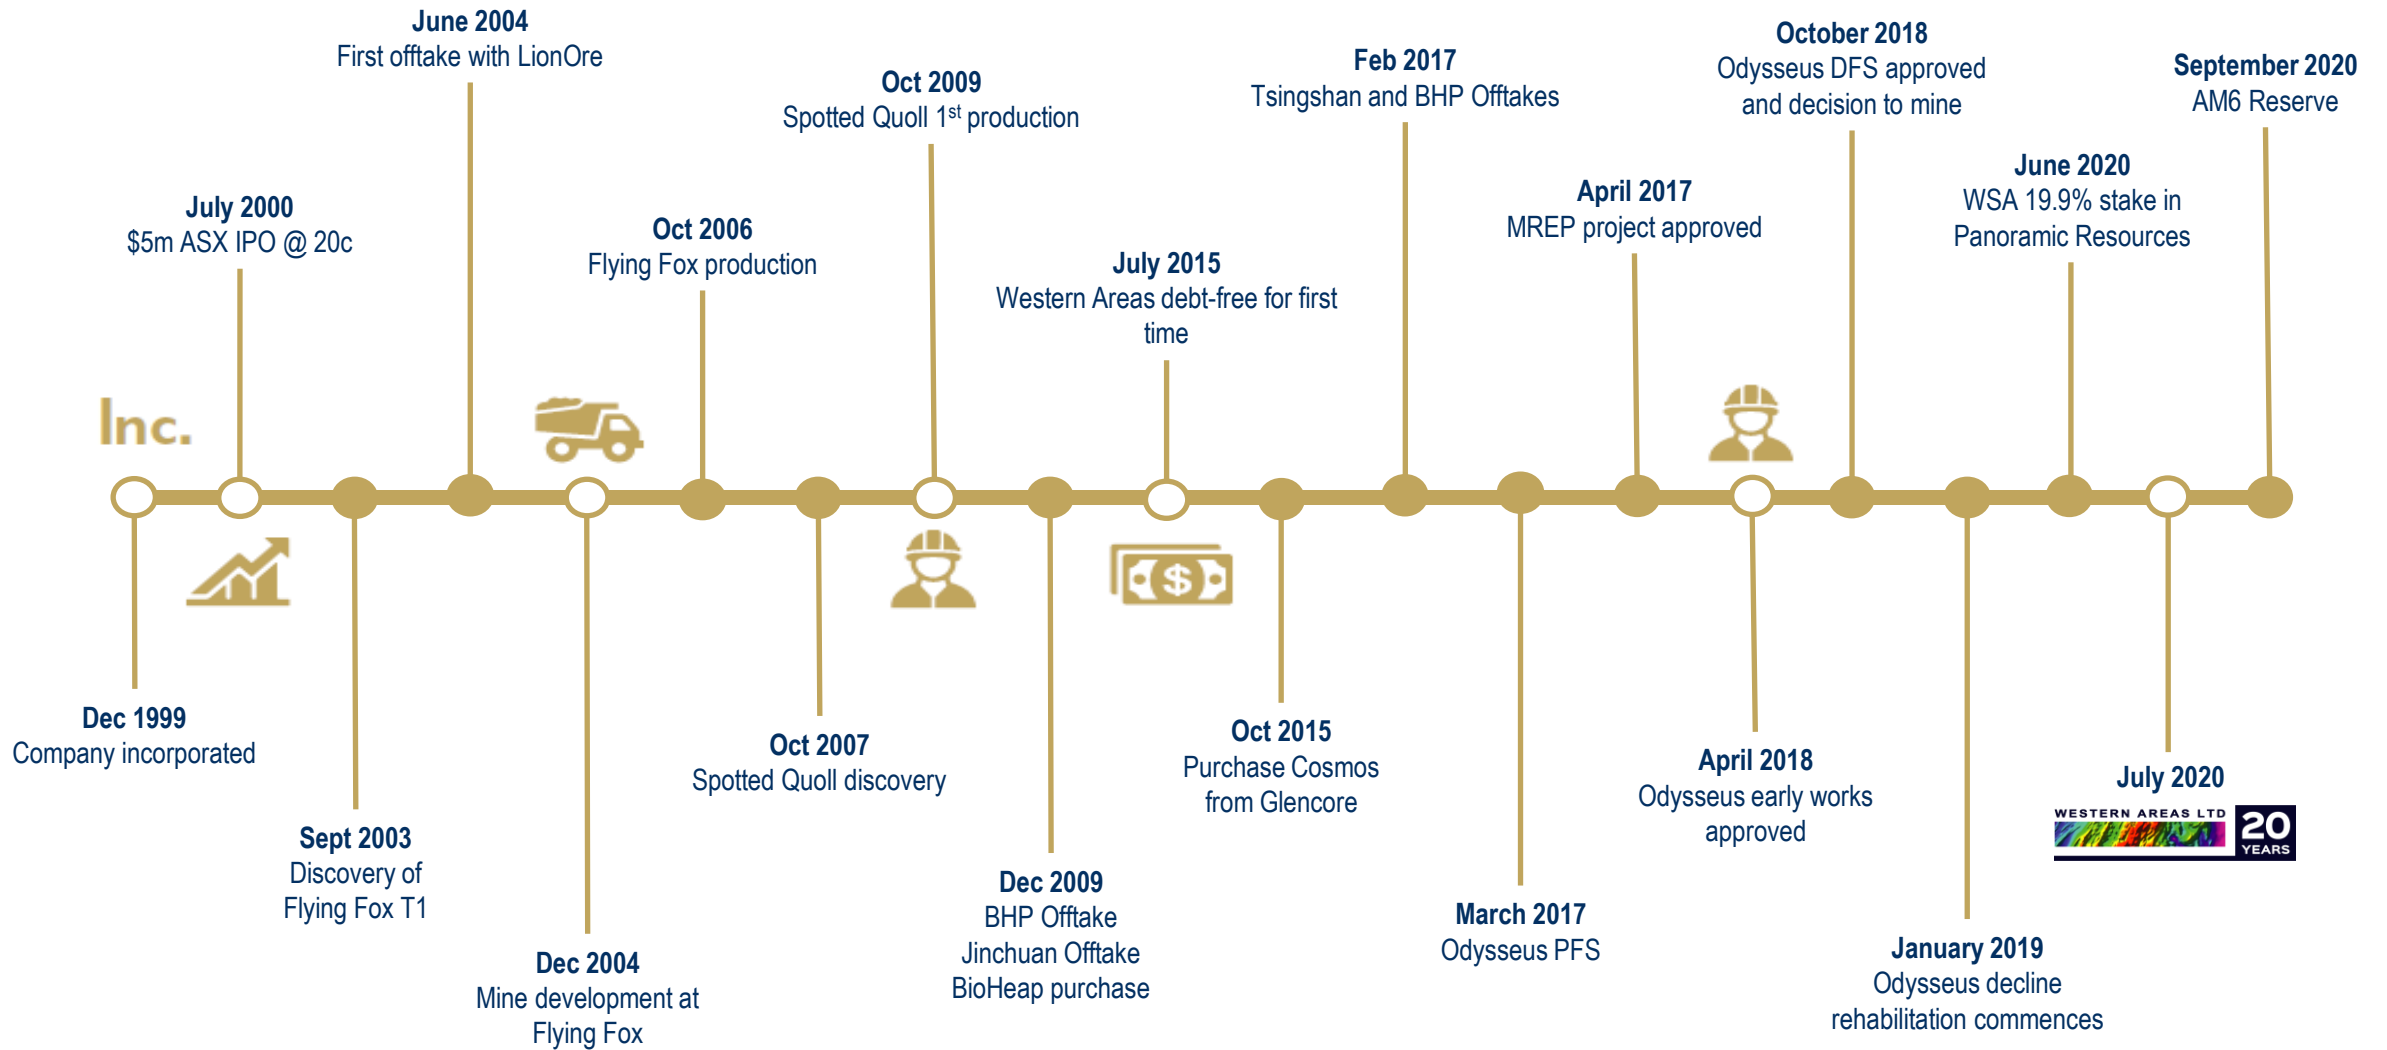 June 2004
First offtake with LionOre
Oct 2009
Spotted Quoll 1st production
Feb 2017
Tsingshan and BHP Offtakes
October 2018
Odysseus DFS approved
and decision to mine
September 2020
AM6 Reserve
July 2000
$5m ASX IPO @ 20c
Oct 2006
Flying Fox production
July 2015
Western Areas debt-free for first
time
April 2017
MREP project approved
June 2020
WSA 19.9% stake in
Panoramic Resources
Inc.
$
Dec 1999
Company incorporated
Sept 2003
Discovery of
Flying Fox T1
Dec 2004
Mine development at
Flying Fox
Oct 2007
Spotted Quoll discovery
Dec 2009
BHP Offtake
Jinchuan Offtake
BioHeap purchase
Oct 2015
Purchase Cosmos
from Glencore
March 2017
Odysseus PFS
April 2018
Odysseus early works
approved
January 2019
Odysseus decline
rehabilitation commences
July 2020
WESTERN AREAS LTD
20
YEARS